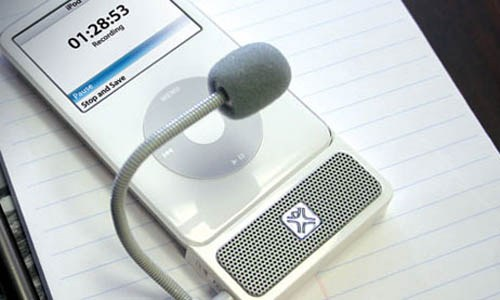 iPod
01:28:53
Recording
Pause
Stop and Save
MENU